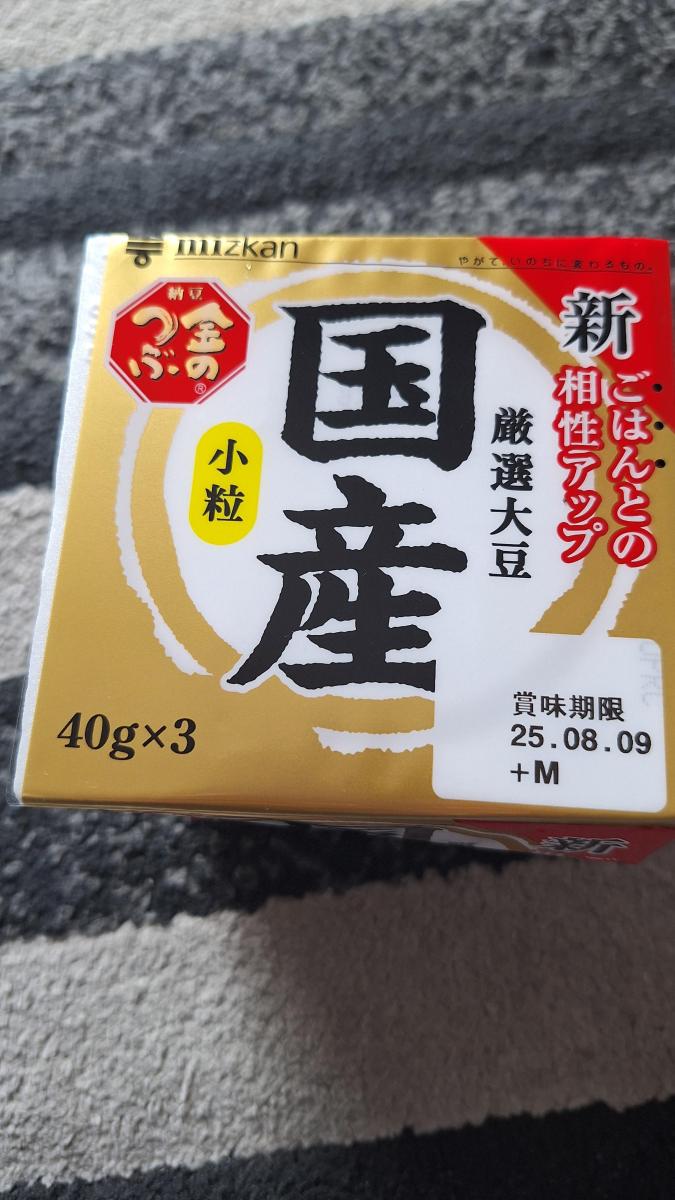 mizkan
やがて、いのちに変わるもの。
納豆
金の
つぶ®
国産
小粒
厳選大豆
新
ごはんとの
相性アップ
40g×3
賞味期限
25.08.09
+M
新